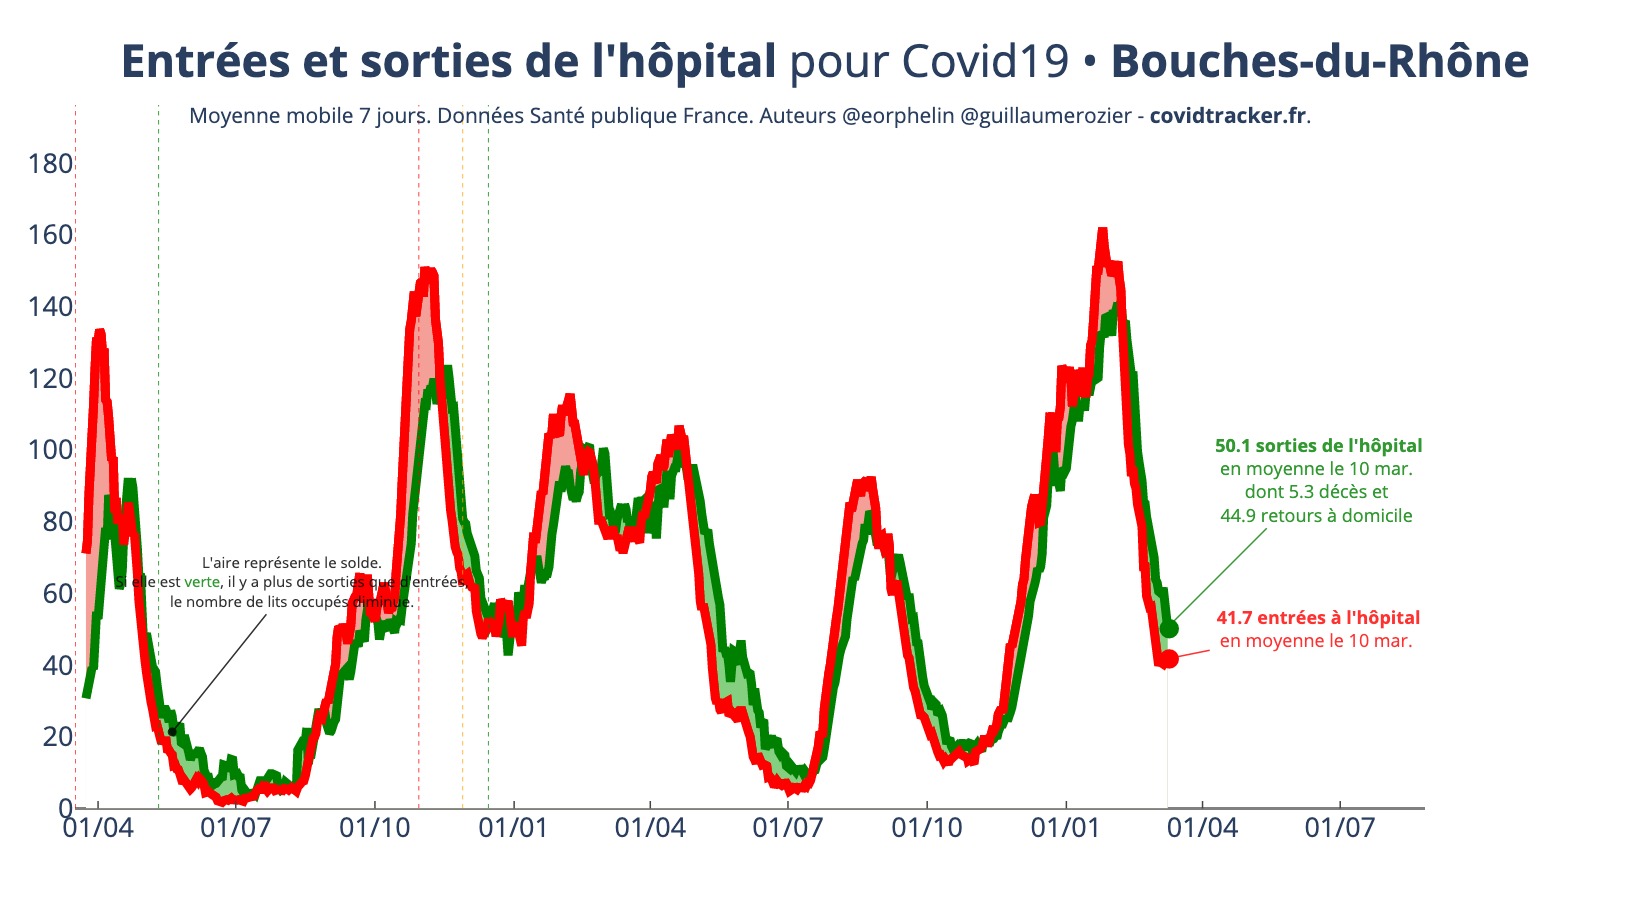 Entrées et sorties de l'hôpital pour Covid19 • Bouches-du-Rhône
Moyenne mobile 7 jours. Données Santé publique France. Auteurs @eorphelin @guillaumerozier - covidtracker.fr.
180
160
140
120
100
80
60
40
20
0
50.1 sorties de l'hôpital
en moyenne le 10 mar.
dont 5.3 décès et
44.9 retours à domicile
L'aire représente le solde.
Si elle est verte, il y a plus de sorties que d'entrées,
le nombre de lits occupés diminue.
41.7 entrées à l'hôpital
en moyenne le 10 mar.
01/04 01/07 01/10 01/01 01/04 01/07 01/10 01/01 01/04 01/07